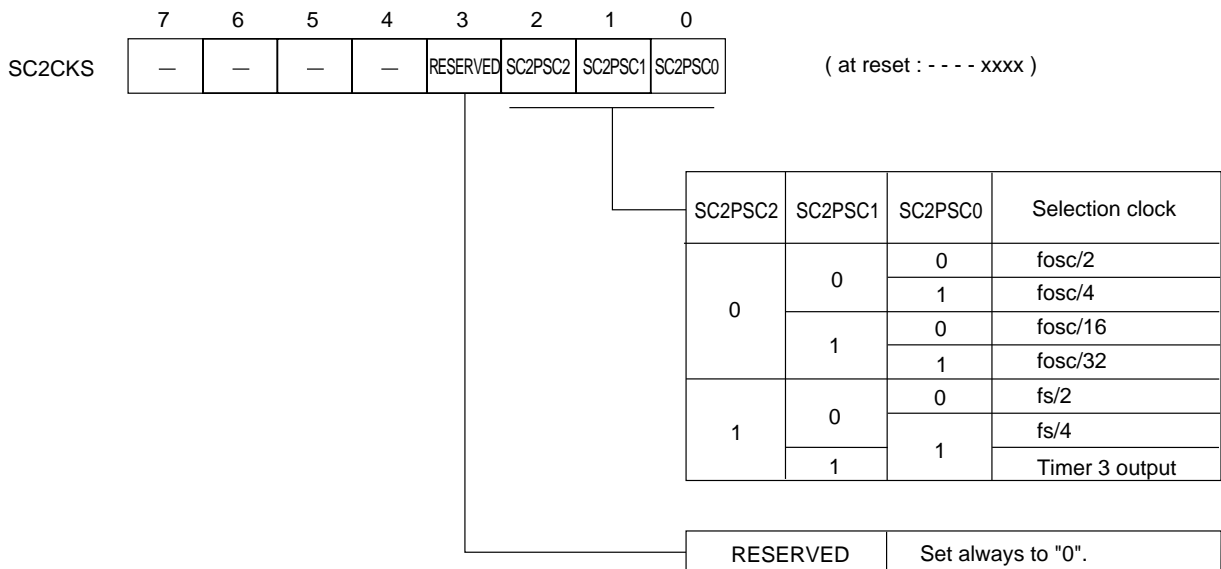 7 6 5 4 3 2 1 0
SC2CKS — — — — RESERVED SC2PSC2 SC2PSC1 SC2PSC0 ( at reset : - - - - xxxx )
SC2PSC2 SC2PSC1 SC2PSC0 Selection clock
0 0 0 fosc/2
1 fosc/4
1 0 fosc/16
1 fosc/32
1 0 0 fs/2
1 fs/4
1 Timer 3 output
RESERVED Set always to "0".